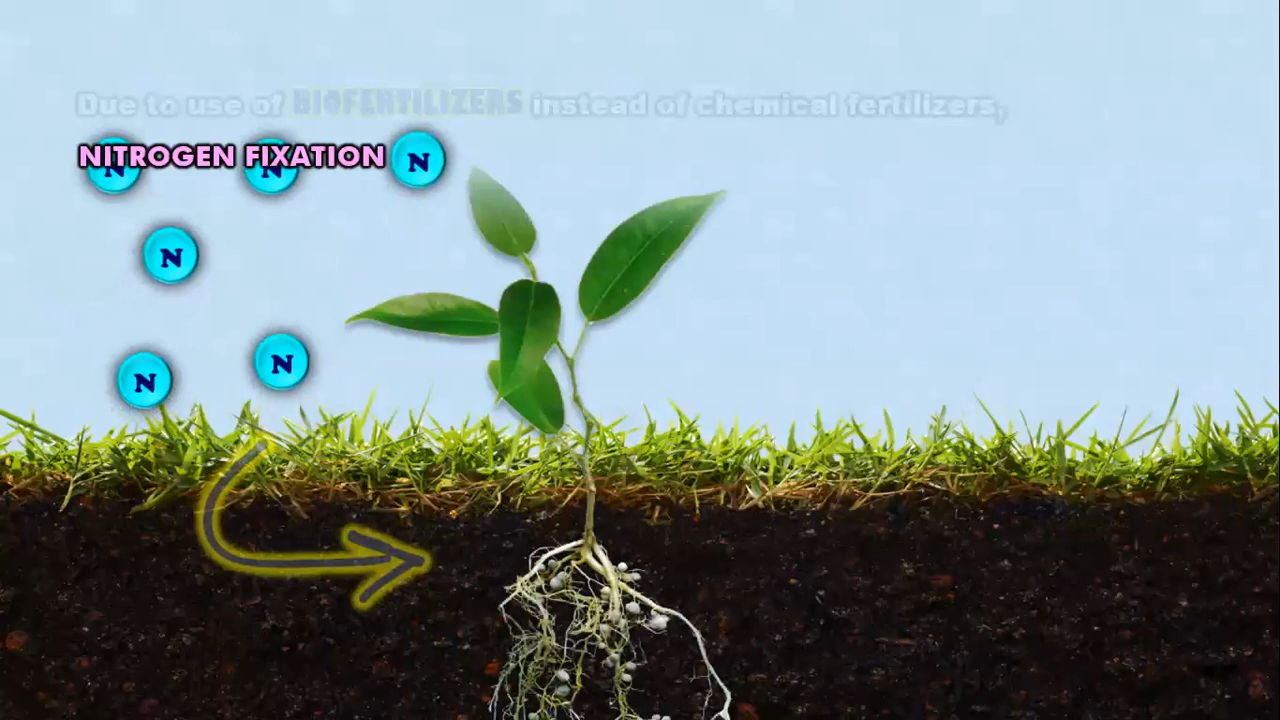 Due to use of BIOFERTILIZERS instead of chemical fertilizers,
NITROGEN FIXATION
N N N
N
N
N